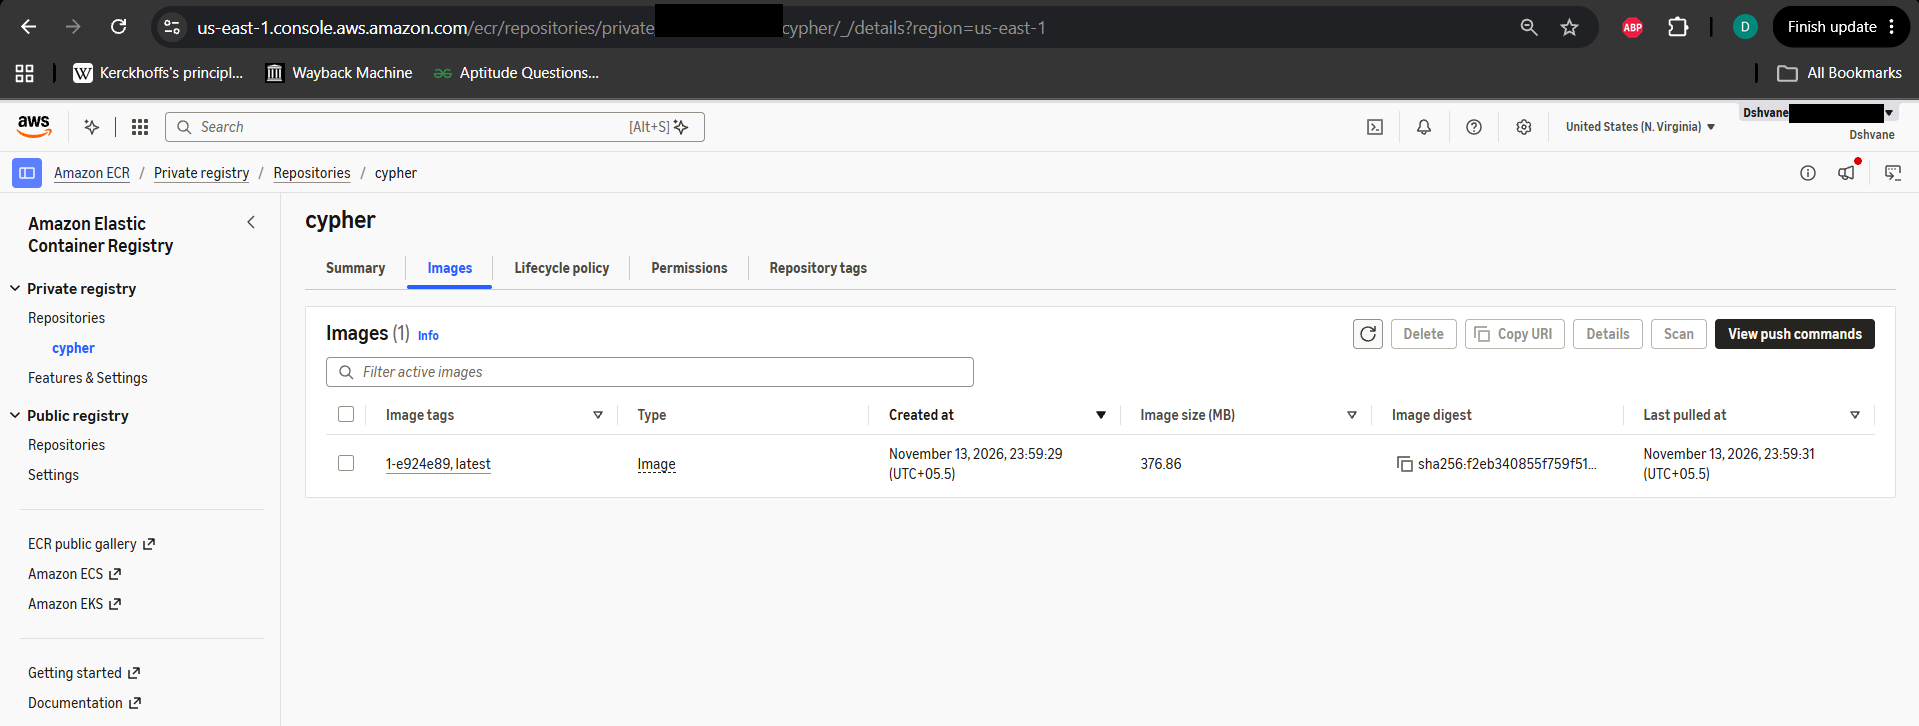 us-east-1.console.aws.amazon.com/ecr/repositories/private cypher/_/details?region=us-east-1
ABP
D
Finish update
W Kerckhoffs's principl...
Wayback Machine
Aptitude Questions...
All Bookmarks
aws
Search
[Alt+S]
United States (N. Virginia)
Dshvane
Dshvane
Amazon ECR / Private registry / Repositories / cypher
Amazon Elastic
Container Registry
Private registry
Repositories
cypher
Features & Settings
Public registry
Repositories
Settings
ECR public gallery
Amazon ECS
Amazon EKS
Getting started
Documentation
cypher
Summary
Images
Lifecycle policy
Permissions
Repository tags
Images (1) Info
Delete
Copy URI
Details
Scan
View push commands
Filter active images
Image tags
Type
Created at
Image size (MB)
Image digest
Last pulled at
1-e924e89, latest
Image
November 13, 2026, 23:59:29
(UTC+05.5)
376.86
sha256:f2eb340855f759f51...
November 13, 2026, 23:59:31
(UTC+05.5)